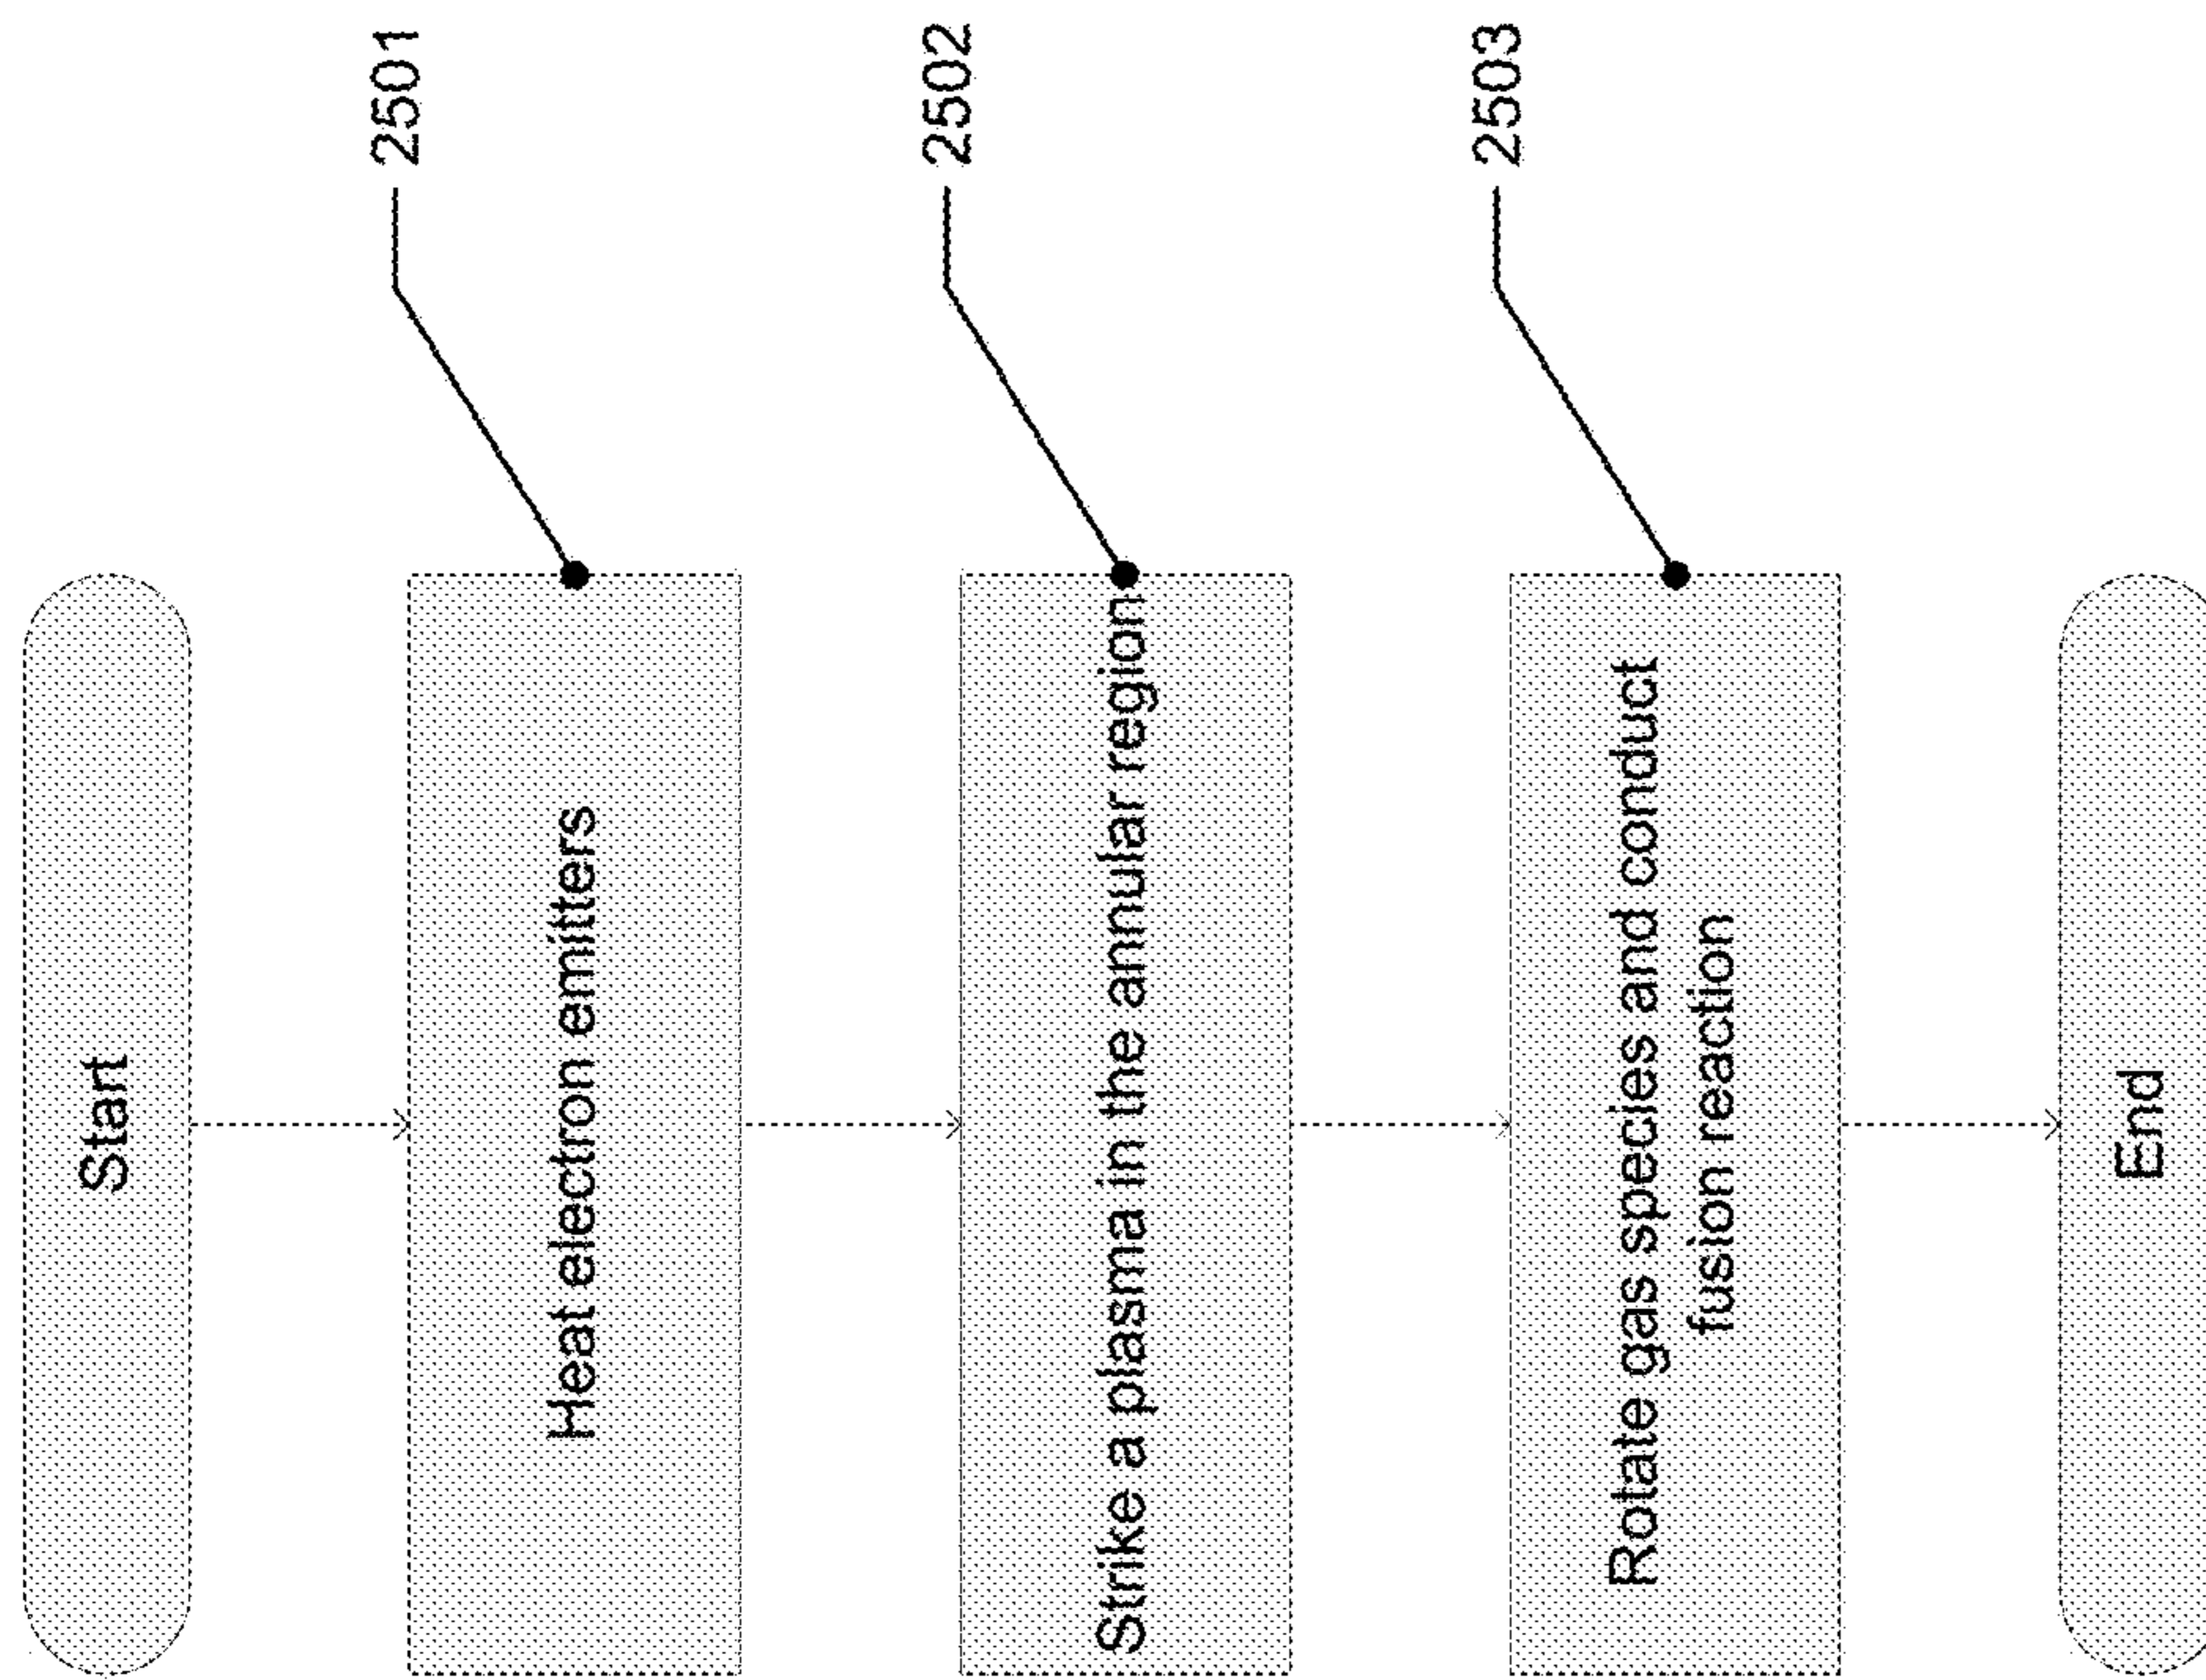 Start
Heat electron emitters
2501
Strike a plasma in the annular region
2502
Rotate gas species and conduct
fusion reaction
2503
End